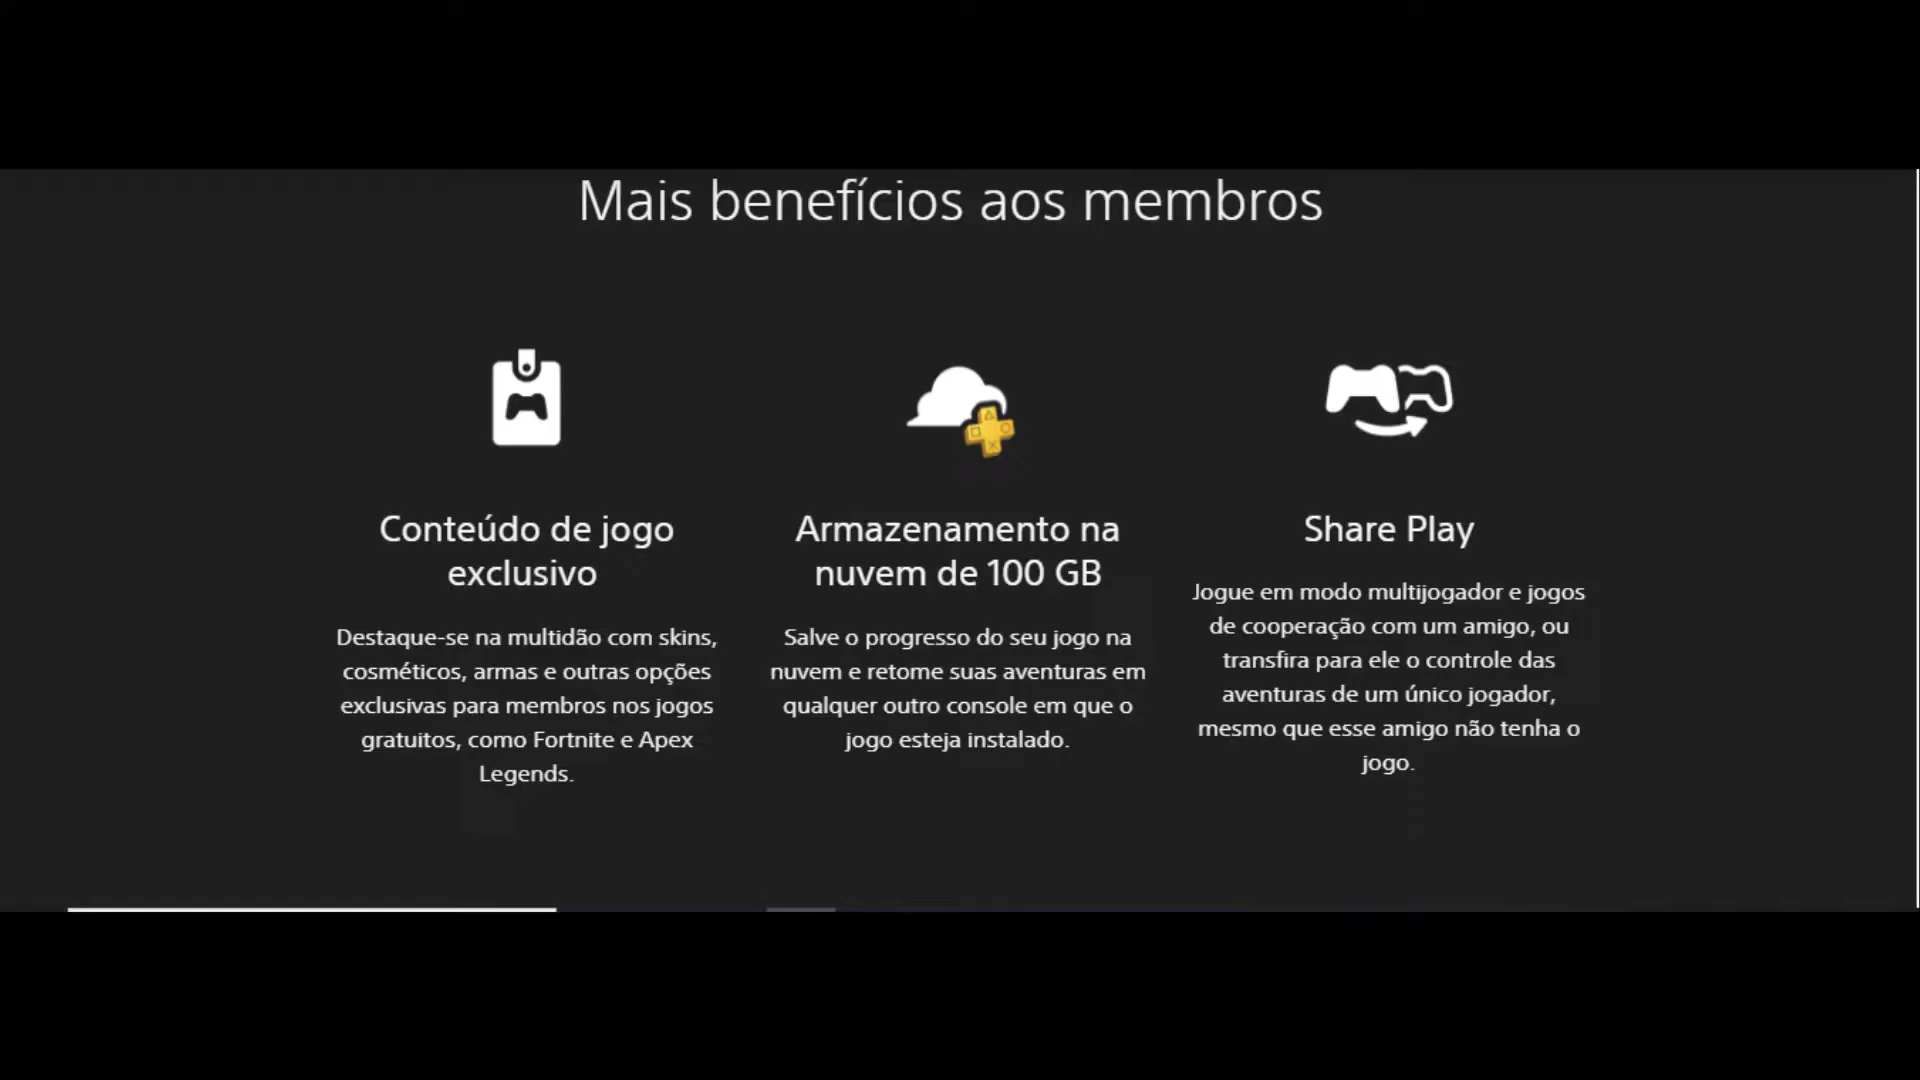 Mais benefícios aos membros
Conteúdo de jogo
exclusivo
Destaque-se na multidão com skins,
cosméticos, armas e outras opções
exclusivas para membros nos jogos
gratuitos, como Fortnite e Apex
Legends.
Armazenamento na
nuvem de 100 GB
Salve o progresso do seu jogo na
nuvem e retome suas aventuras em
qualquer outro console em que o
jogo esteja instalado.
Share Play
Jogue em modo multijogador e jogos
de cooperação com um amigo, ou
transfira para ele o controle das
aventuras de um único jogador,
mesmo que esse amigo não tenha o
jogo.